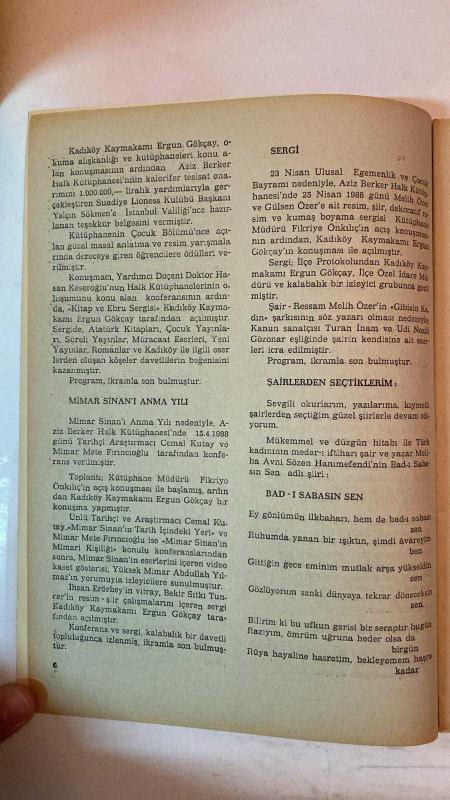 Kadıköy Kaymakamı Ergun Gökçay, o-
kuma alışkanlığı ve kütüphaneleri konu a-
lan konuşmasının ardından Aziz Berker
Halk Kütüphanesi'nin kalorifer tesisat ona-
rımını 1.000.000,— liralık yardımlarıyla ger-
çekleştiren Suadiye Lioness Kulübü Başkanı
Yalçın Sökmen'e İstanbul Valiliği'nce hazır-
lanan teşekkür belgesini vermiştir.
Kütüphanenin Çocuk Bölümü'nce açı-
lan güzel masal anlatma ve resim yarışmala
rında dereceye giren öğrencilere ödülleri ve-
rilmiştir.
Konuşmacı, Yardımcı Doçent Doktor Ha-
san Keseroğlu'nun Halk Kütüphanelerinin o-
luşumunu konu alan konferansının ardın-
da, «Kitap ve Ebru Sergisi» Kadıköy Kayma-
kamı Ergun Gökçay tarafından açılmıştır.
Sergide, Atatürk Kitapları, Çocuk Yayınla-
rı, Süreli Yayınlar, Müracaat Eserleri, Yeni
Yayınlar, Romanlar ve Kadıköy ile ilgili eser
lerden oluşan köşeler davetlilerin beğenisini
kazanmıştır.
Program, ikramla son bulmuştur.
MİMAR SİNAN'I ANMA YILI
Mimar Sinan'ı Anma Yılı nedeniyle, A-
ziz Berker Halk Kütüphanesi'nde 15.4.1988
günü Tarihçi Araştırmacı Cemal Kutay ve
Mimar Mete Fırıncıoğlu tarafından konfe-
rans verilmiştir.
Toplantı; Kütüphane Müdürü Fikriye
Önkılıç'ın açış konuşması ile başlamış, ardın
dan Kadıköy Kaymakamı Ergun Gökçay bir
konuşma yapmıştır.
Ünlü Tarihçi ve Araştırmacı Cemal Ku-
tay «Mimar Sinan'ın Tarih İçindeki Yeri» ve
Mimar Mete Fırıncıoğlu ise «Mimar Sinan'ın
Mimari Kişiliği» konulu konferanslarından
sonra, Mimar Sinan'ın eserlerini içeren video
kaset gösterisi, Yüksek Mimar Abdullah Yıl-
maz'ın yorumuyla izleyicilere sunulmuştur.
İhsan Erözbey'in vitray, Bekir Sıtkı Tun-
cer'in resim - şiir çalışmalarını içeren sergi
Kadıköy Kaymakamı Ergun Gökçay tara-
fından açılmıştır.
Konferans ve sergi, kalabalık bir davetli
topluluğunca izlenmiş, ikramla son bulmuş-
tur.
6
SERGİ
23 Nisan Ulusal Egemenlik ve Çocuk
Bayramı nedeniyle, Aziz Berker Halk Kütüp-
hanesi'nde 25 Nisan 1988 günü Melih Özer
ve Gülsen Özer'e ait resim, şiir, dekoratif re-
sim ve kumaş boyama sergisi Kütüphane
Müdürü Fikriye Önkılıç'ın açış konuşması-
nın ardından, Kadıköy Kaymakamı Ergun
Gökçay'ın konuşması ile açılmıştır.
Sergi; İlçe Protokolundan Kadıköy Kay-
makamı Ergun Gökçay, İlçe Özel İdare Mü-
dürü ve kalabalık bir izleyici grubunca gezil
miştir.
Şair - Ressam Melih Özer'in «Gibisin Ka-
dın» şarkısının söz yazarı olması nedeniyle,
Kanun sanatçısı Turan İnam ve Udi Nezih
Gözonar eşliğinde şairin kendisine ait eser-
leri icra edilmiştir.
Program, ikramla son bulmuştur.
ŞAİRLERDEN SEÇTİKLERİM:
Sevgili okurlarım, yazılarıma, kıymetli
şairlerden seçtiğim güzel şiirlerle devam edi-
yorum.
Mükemmel ve düzgün hitabı ile Türk
kadınının medar-ı iftiharı şair ve yazar Meli-
ha Avni Sözen Hanımefendi'nin Bad-ı Saba-
sın Sen adlı şiiri:
BAD - I SABASIN SEN
Ey gönlümün ilkbaharı, hem de bad-ı sabası
sen
Ruhumda yanan bir ışıktın, şimdi âvâreyim
ben
Gittiğin gece eminim mutlak arşa yükseldin
sen
Gözlüyorum sanki dünyaya tekrar döneceksin
sen
Bilirim ki bu ufkun gerisi bir seraptır bugün
Razıyım, ömrüm uğruna heder olsa da
birgün
Rüya hayaline hasretim, bekleyemem haşre
kadar